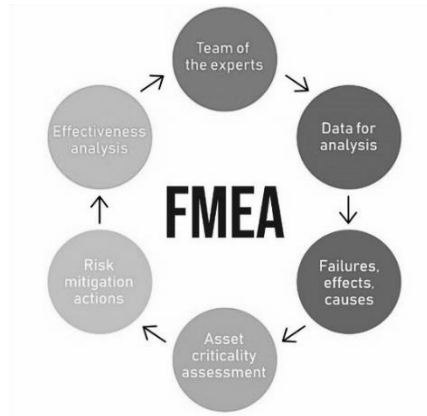 Team of
the experts
Data for
analysis
Failures,
effects,
causes
Asset
criticality
assessment
Risk
mitigation
actions
Effectiveness
analysis
FMEA